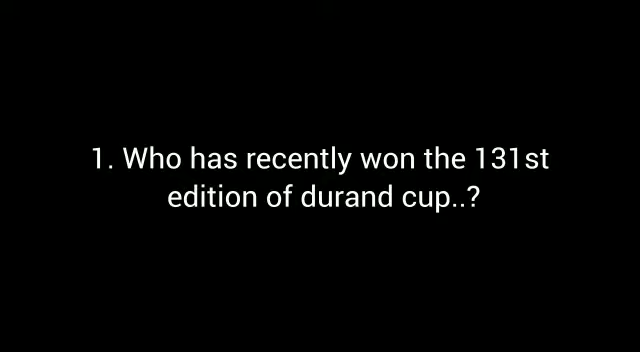 1. Who has recently won the 131st
edition of durand cup..?